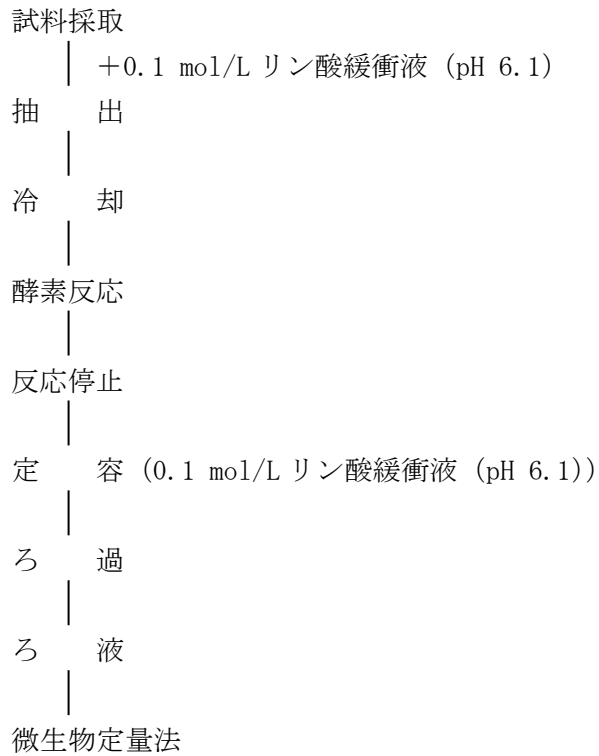 試料採取
＋0.1 mol/L リン酸緩衝液 (pH 6.1)
抽　　出
冷　　却
酵素反応
反応停止
定　　容 (0.1 mol/L リン酸緩衝液 (pH 6.1))
ろ　　過
ろ　　液
微生物定量法